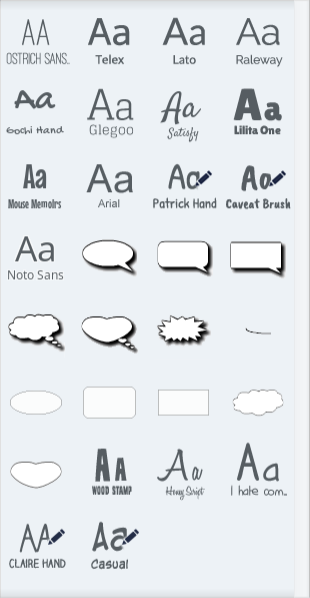 AA AA Aa Aa
OSTRICH SANS.. Telex Lato Raleway
Aa Aa Aa Aa
Gochi Hand Glegoo Satisfy Lilita One
Aa Aa Aa Aa
Mouse Memoirs Arial Patrick Hand Caveat Brush
Aa
Noto Sans
AA Aa Aa
WOOD STAMP Honey Script I hate com..
AA Aa
CLAIRE HAND Casual